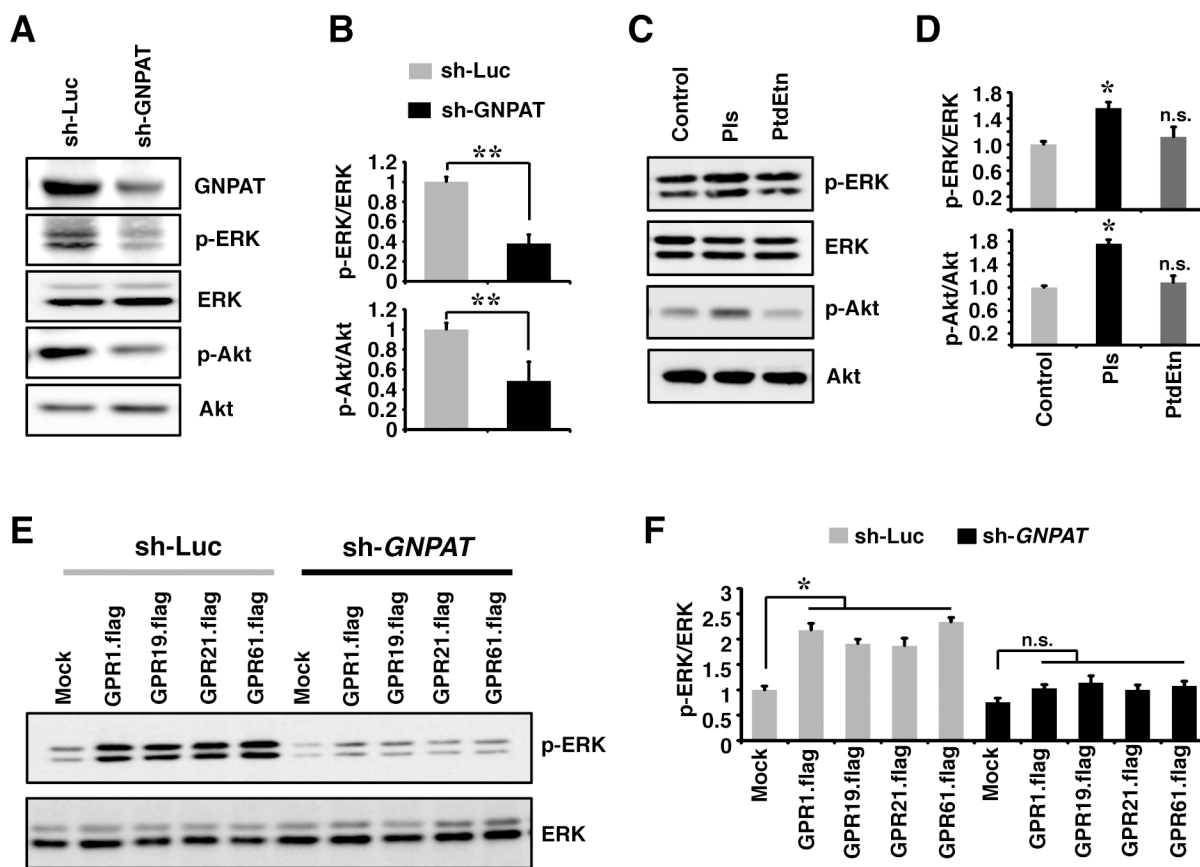 A
sh-Luc
sh-GNPAT
GNPAT
p-ERK
ERK
p-Akt
Akt
B
sh-Luc
sh-GNPAT
p-ERK/ERK
1.2
1
0.8
0.6
0.4
0.2
0
**
p-Akt/Akt
1.2
1
0.8
0.6
0.4
0.2
0
**
C
Control
Pls
PtdEtn
p-ERK
ERK
p-Akt
Akt
D
p-ERK/ERK
1.8
1.4
1.0
0.6
0.2
*
n.s.
p-Akt/Akt
1.8
1.4
1.0
0.6
0.2
*
n.s.
Control
Pls
PtdEtn
E
sh-Luc
sh-GNPAT
Mock
GPR1.flag
GPR19.flag
GPR21.flag
GPR61.flag
Mock
GPR1.flag
GPR19.flag
GPR21.flag
GPR61.flag
p-ERK
ERK
F
sh-Luc
sh-GNPAT
p-ERK/ERK
3
2.5
2
1.5
1
0.5
0
*
n.s.
Mock
GPR1.flag
GPR19.flag
GPR21.flag
GPR61.flag
Mock
GPR1.flag
GPR19.flag
GPR21.flag
GPR61.flag